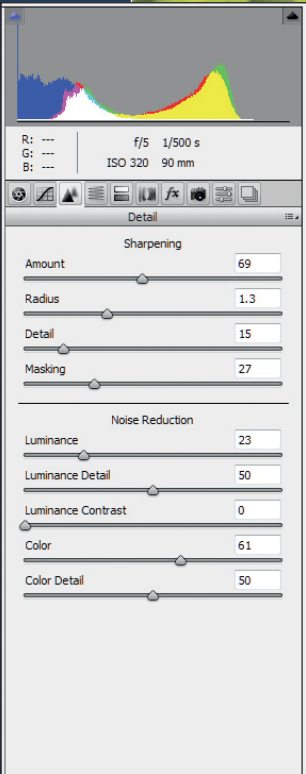 R: --- f/5 1/500 s
G: ---
B: --- ISO 320 90 mm
fx
Detail
Sharpening
Amount 69
Radius 1.3
Detail 15
Masking 27
Noise Reduction
Luminance 23
Luminance Detail 50
Luminance Contrast 0
Color 61
Color Detail 50